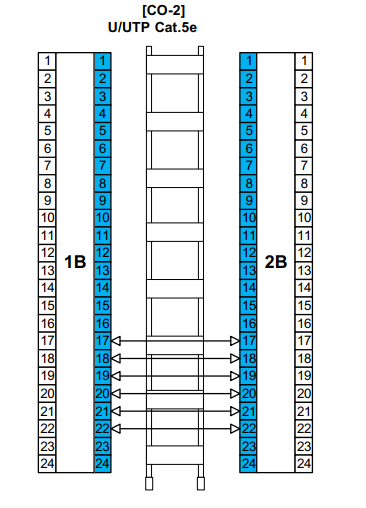 [CO-2]
U/UTP Cat.5e
1 1 1 1
2 2 2 2
3 3 3 3
4 4 4 4
5 5 5 5
6 6 6 6
7 7 7 7
8 8 8 8
9 9 9 9
10 10 10 10
11 11 11 11
12 12 12 12
1B 2B
13 13 13 13
14 14 14 14
15 15 15 15
16 16 16 16
17 17 17 17
18 18 18 18
19 19 19 19
20 20 20 20
21 21 21 21
22 22 22 22
23 23 23 23
24 24 24 24